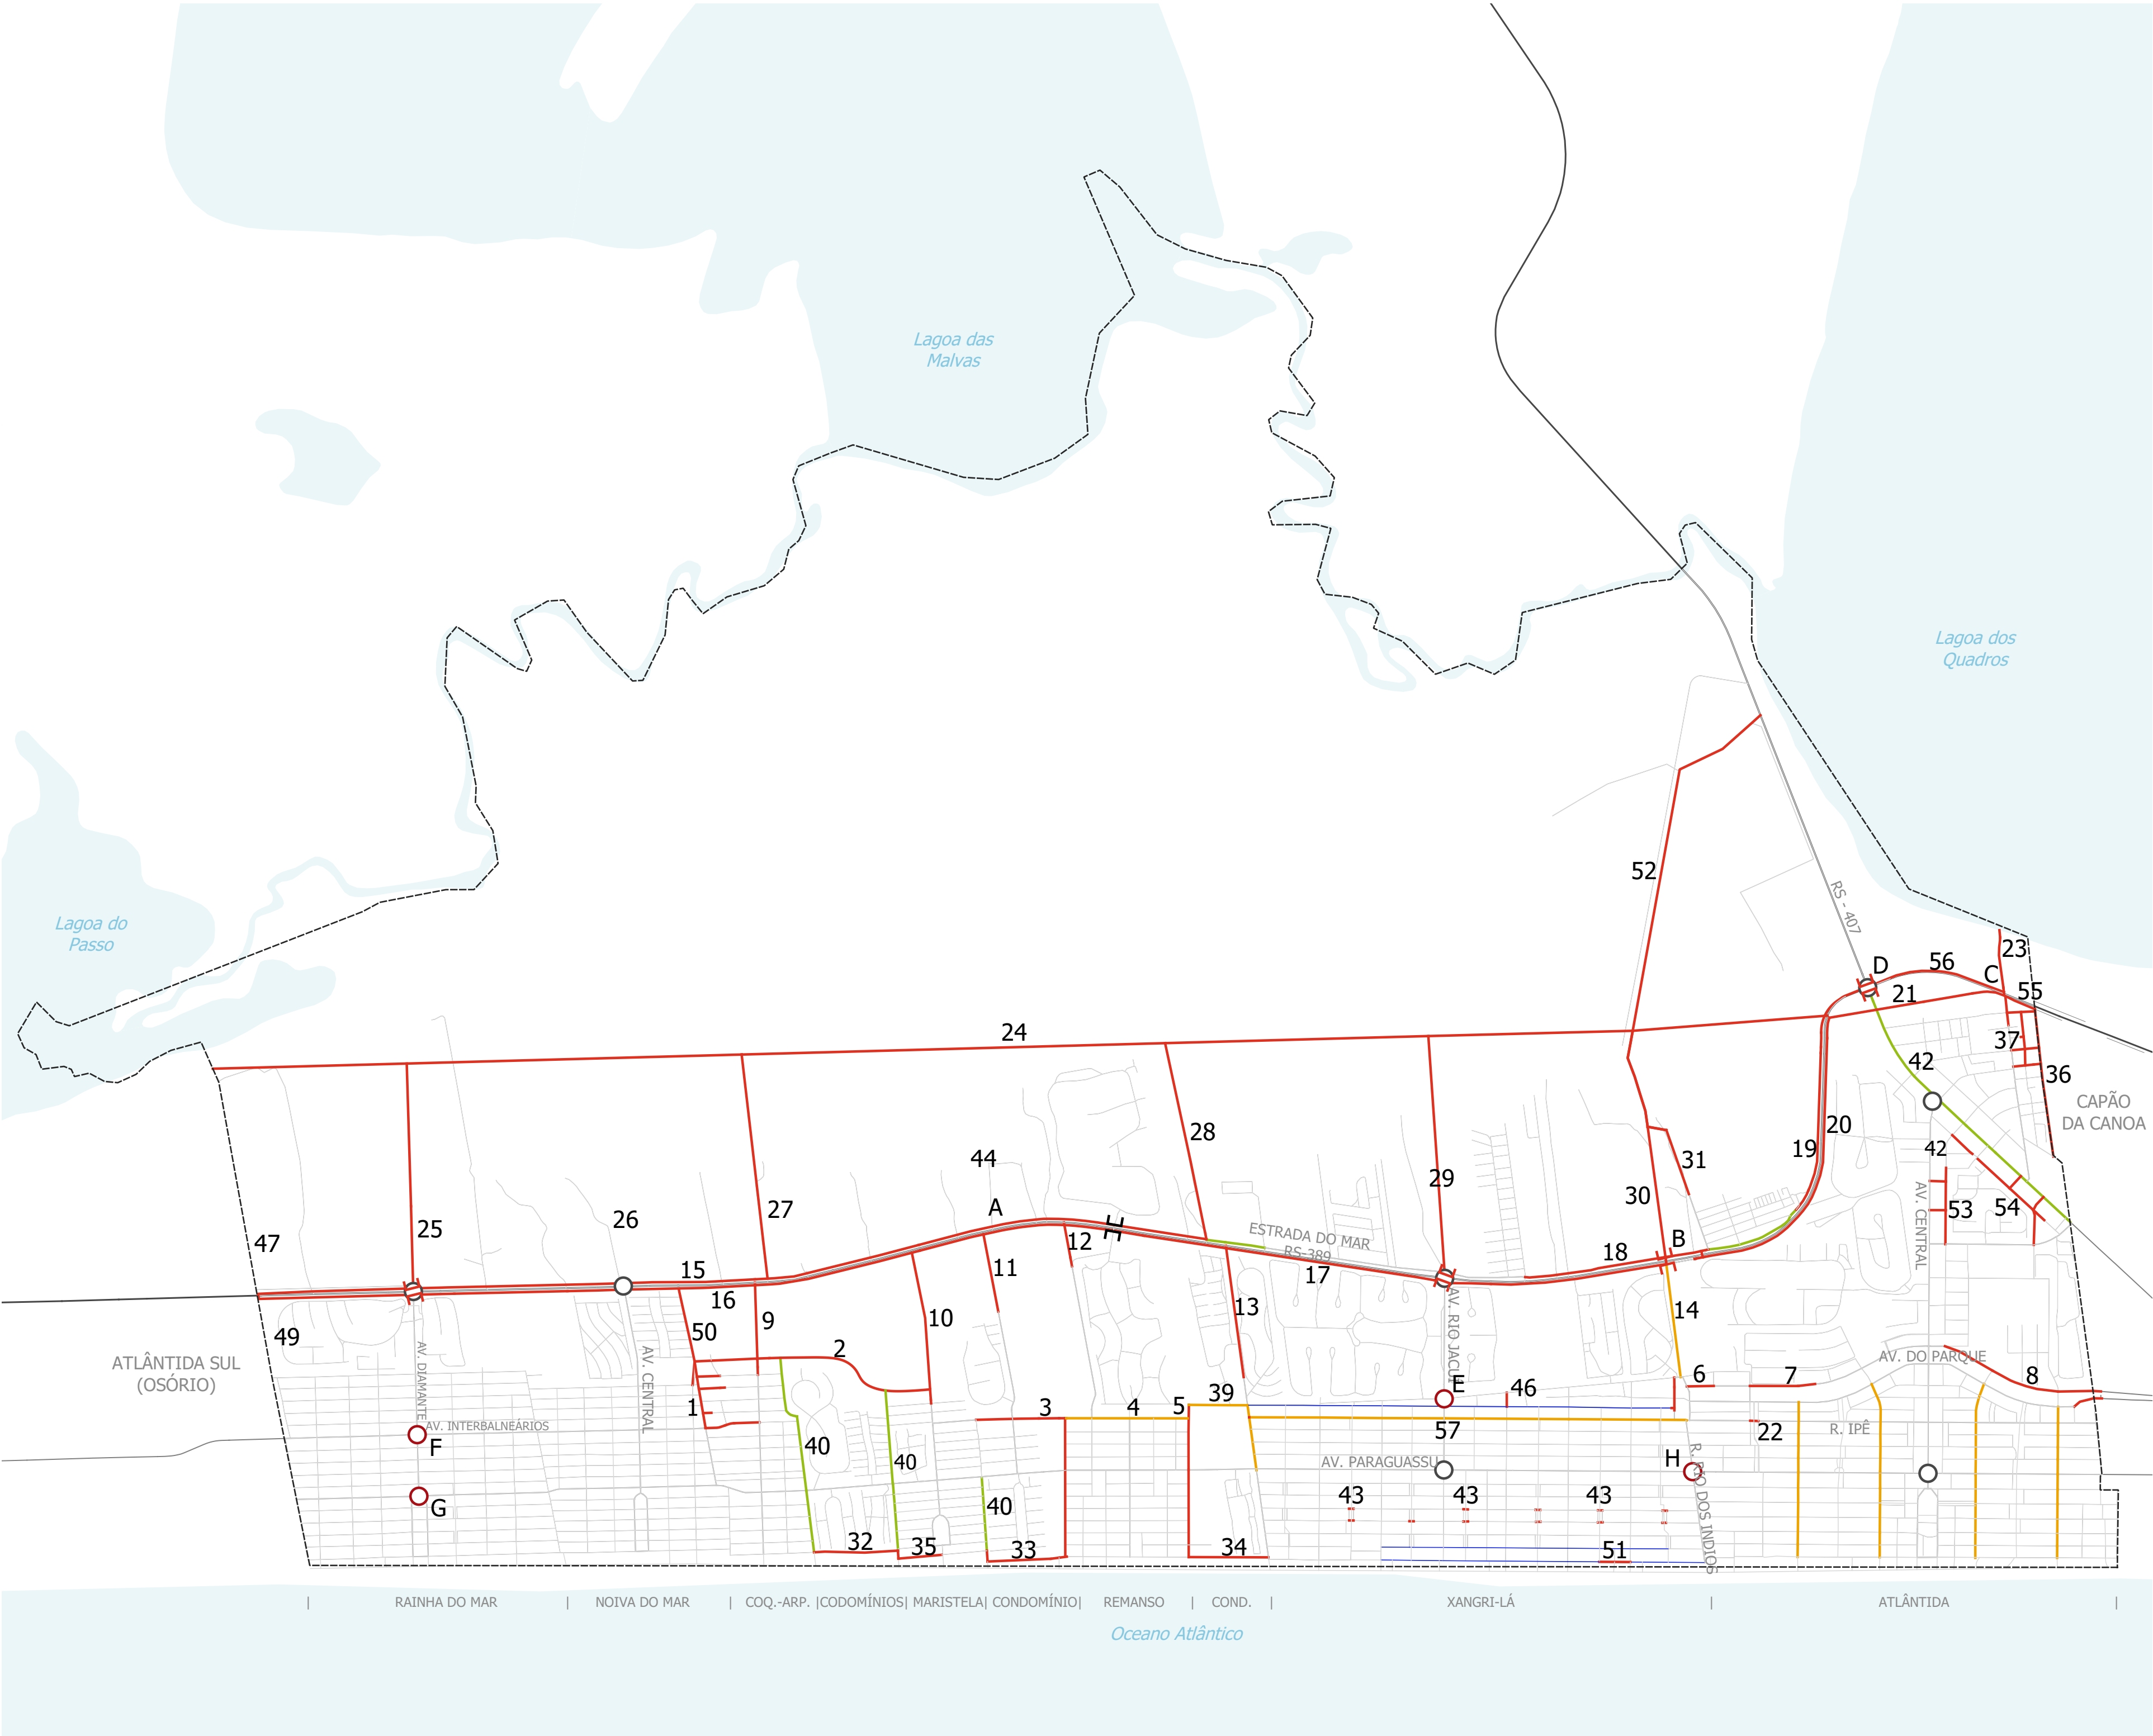 Lagoa das
Malvas
Lagoa dos
Quadros
52
RS - 407
Lagoa do
Passo
23
D
56
C
21
55
24
37
42
36
CAPÃO
DA CANOA
28
20
42
19
44
31
29
30
27
A
53
54
AV. CENTRAL
26
25
47
H
12
ESTRADA DO MAR
RS-389
B
18
15
11
17
16
13
14
9
10
50
49
2
AV. DIAMANTE
AV. CENTRAL
AV. RIO JACUÍ
ATLÂNTIDA SUL
(OSÓRIO)
AV. DO PARQUE
6
7
8
E
39
46
1
3
4
5
AV. INTERBALNEÁRIOS
57
22
R. IPÊ
F
40
40
AV. PARAGUASSU
H
R. RIO DOS INDIOS
G
40
43
43
43
32
35
33
34
51
| RAINHA DO MAR | NOIVA DO MAR | COQ.-ARP. |CODOMÍNIOS| MARISTELA| CONDOMÍNIO| REMANSO | COND. | XANGRI-LÁ | ATLÂNTIDA |
Oceano Atlântico